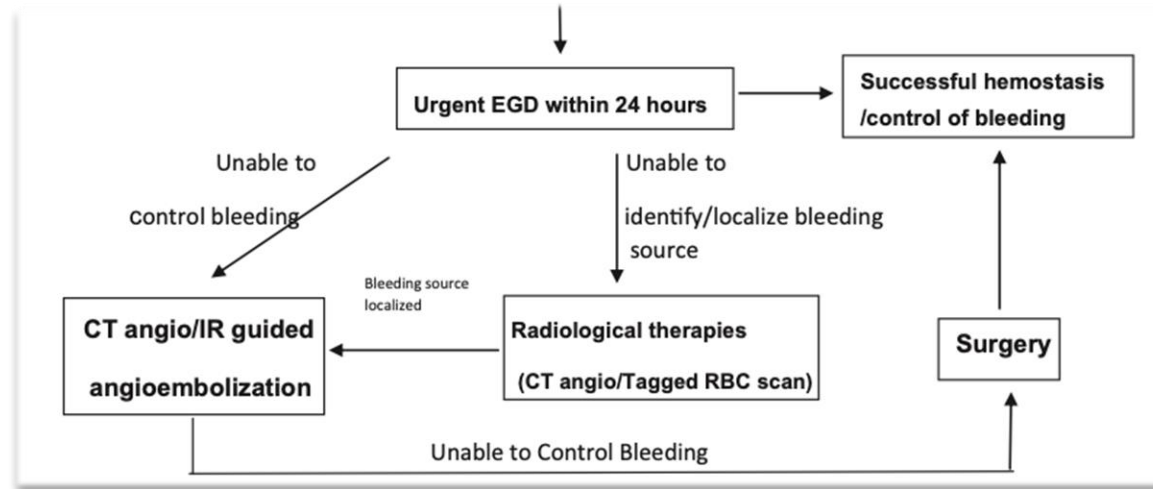 Urgent EGD within 24 hours
Successful hemostasis
/control of bleeding
Unable to
control bleeding
Unable to
identify/localize bleeding
source
Bleeding source
localized
CT angio/IR guided
angioembolization
Radiological therapies
(CT angio/Tagged RBC scan)
Surgery
Unable to Control Bleeding